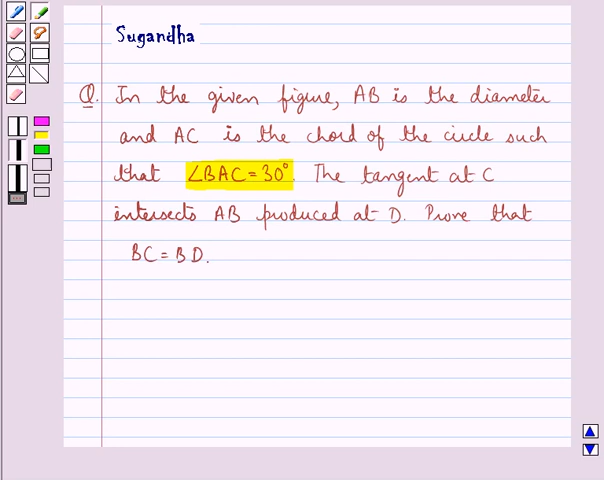 Sugandha
Q. In the given figure, AB is the diameter
and AC is the chord of the circle such
that ∠BAC = 30°. The tangent at C
intersects AB produced at D. Prove that
BC = BD.